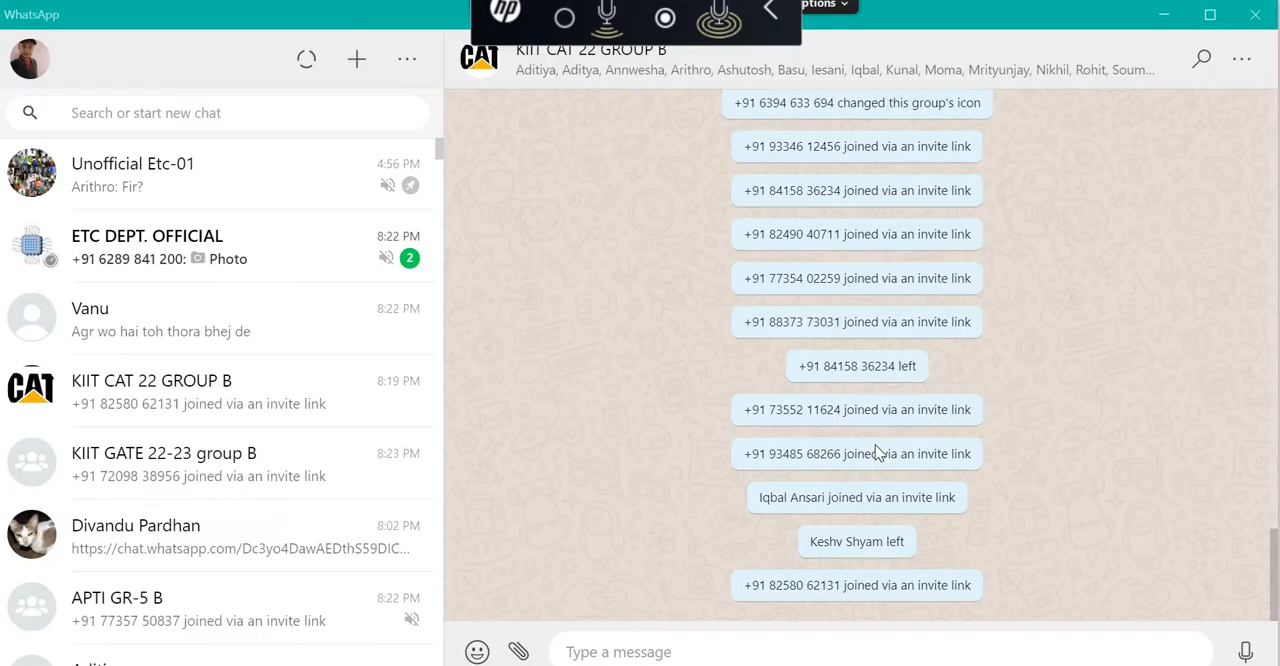 WhatsApp
hp
ptions
CAT
KIIT CAT 22 GROUP B
Aditiya, Aditya, Annwesha, Arithro, Ashutosh, Basu, Iesani, Iqbal, Kunal, Moma, Mrityunjay, Nikhil, Rohit, Soum...
Search or start new chat
Unofficial Etc-01
4:56 PM
Arithro: Fir?
ETC DEPT. OFFICIAL
8:22 PM
+91 6289 841 200: Photo
2
Vanu
8:22 PM
Agr wo hai toh thora bhej de
CAT
KIIT CAT 22 GROUP B
8:19 PM
+91 82580 62131 joined via an invite link
KIIT GATE 22-23 group B
8:23 PM
+91 72098 38956 joined via an invite link
Divandu Pardhan
8:02 PM
https://chat.whatsapp.com/Dc3yo4DawAEDthS59DIC...
APTI GR-5 B
8:22 PM
+91 77357 50837 joined via an invite link
+91 6394 633 694 changed this group's icon
+91 93346 12456 joined via an invite link
+91 84158 36234 joined via an invite link
+91 82490 40711 joined via an invite link
+91 77354 02259 joined via an invite link
+91 88373 73031 joined via an invite link
+91 84158 36234 left
+91 73552 11624 joined via an invite link
+91 93485 68266 joined via an invite link
Iqbal Ansari joined via an invite link
Keshv Shyam left
+91 82580 62131 joined via an invite link
Type a message